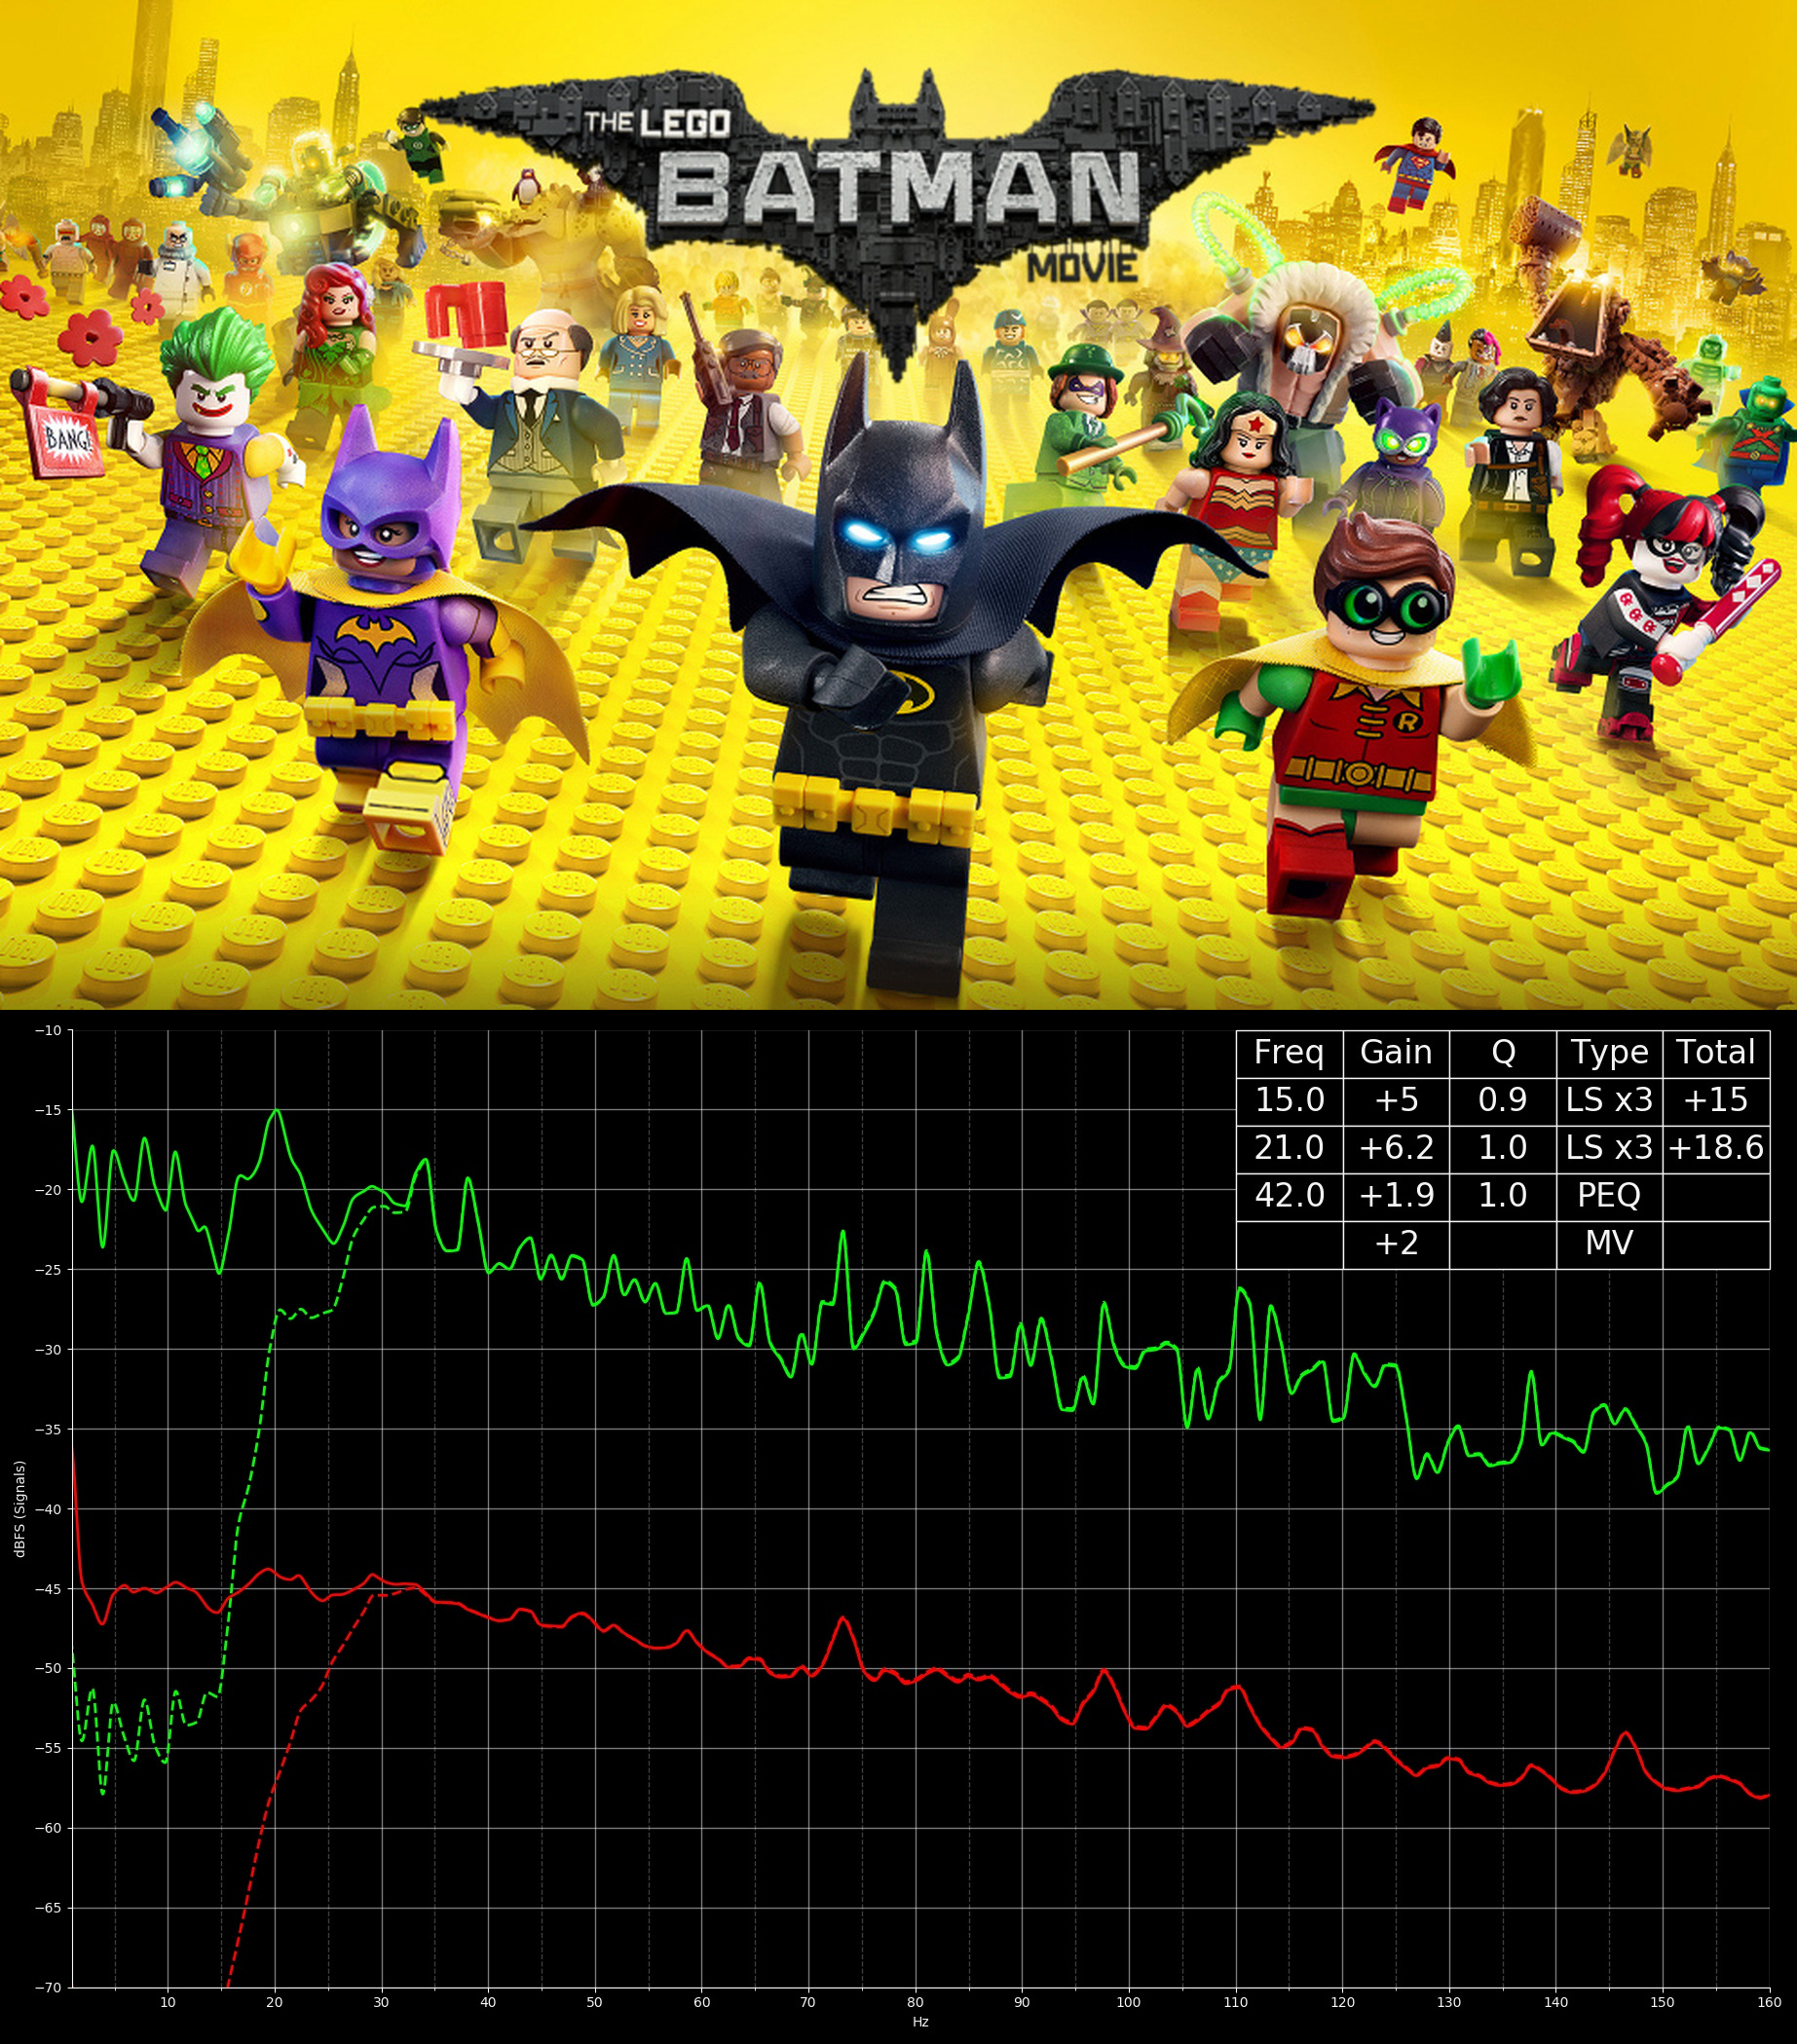 THE LEGO
BATMAN
MOVIE
BANG!
R
Freq Gain Q Type Total
15.0 +5 0.9 LS x3 +15
21.0 +6.2 1.0 LS x3 +18.6
42.0 +1.9 1.0 PEQ
+2 MV
−10
−15
−20
−25
−30
−35
−40
−45
−50
−55
−60
−65
−70
dBFS (Signals)
10 20 30 40 50 60 70 80 90 100 110 120 130 140 150 160
Hz